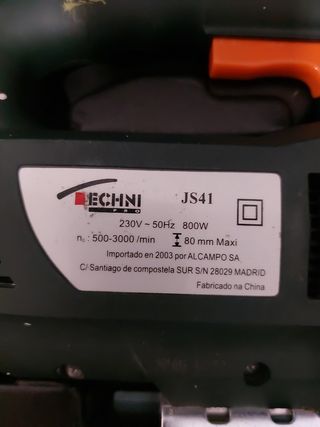 TECHNI
PRO
JS41
230V ~ 50Hz 800W
n₀ : 500-3000 /min 80 mm Maxi
Importado en 2003 por ALCAMPO SA
C/ Santiago de compostela SUR S/N 28029 MADRID
Fabricado na China